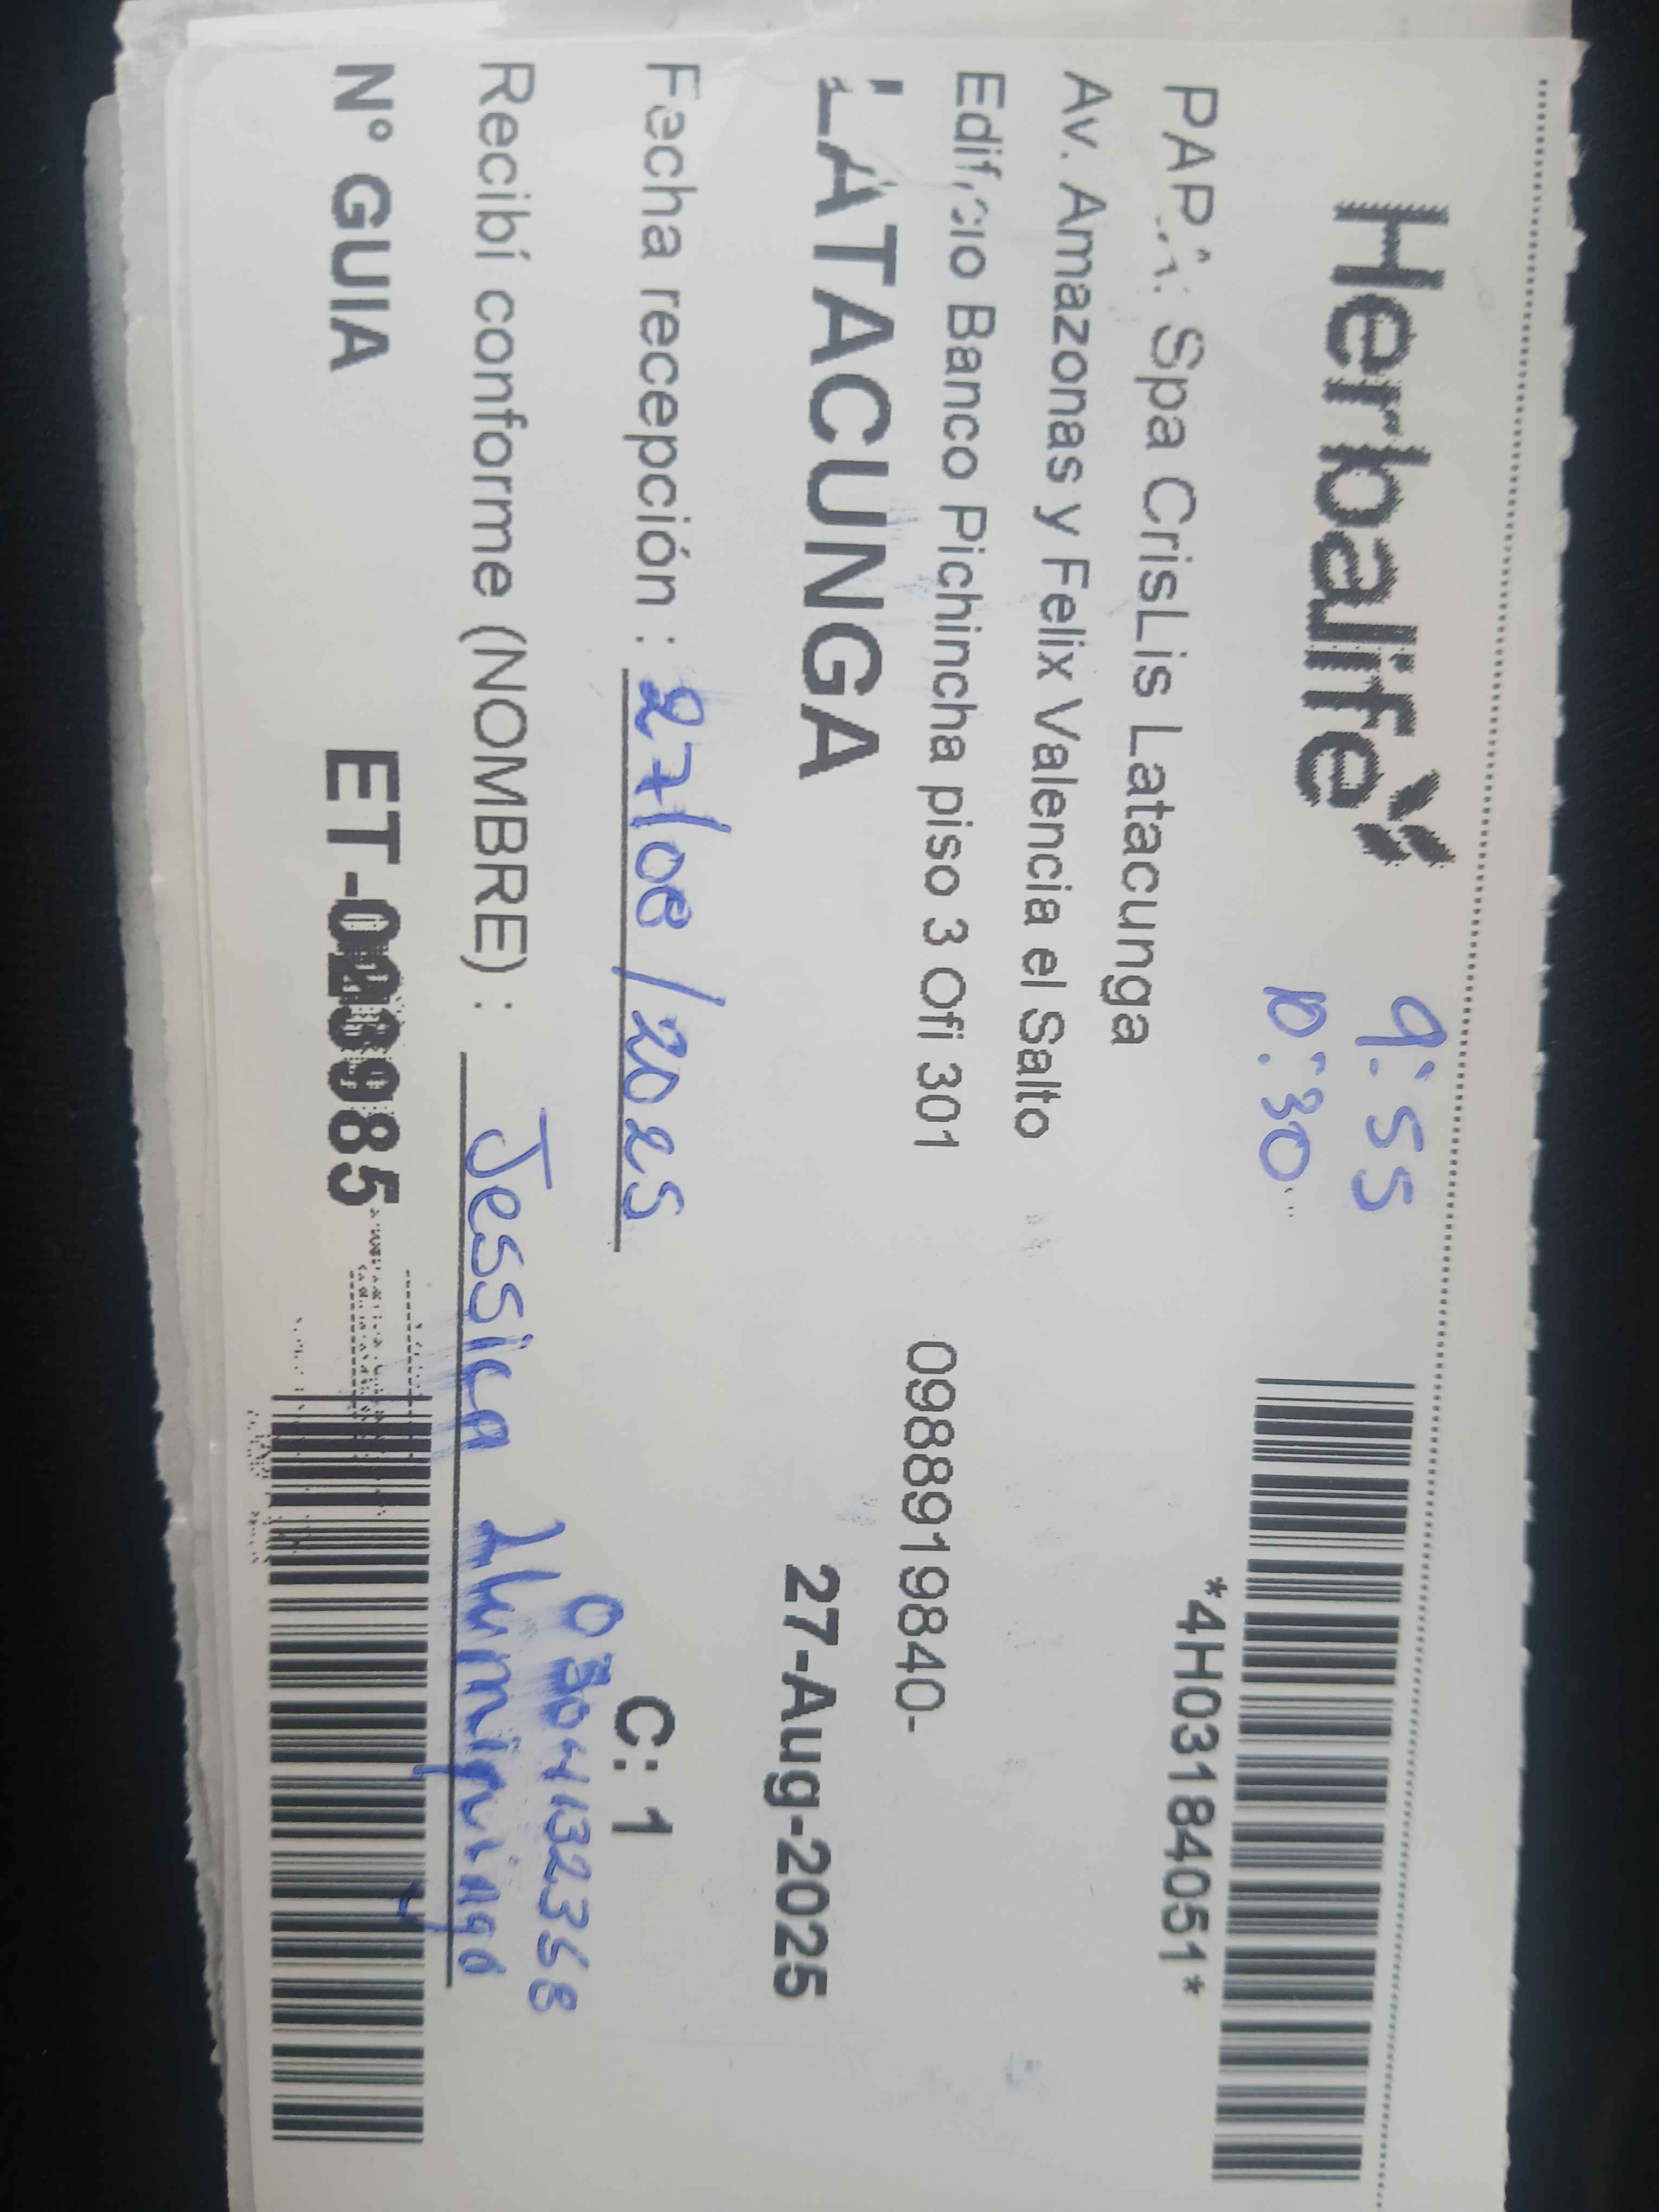 Herbalife
9:55
10:30
*4H03184051*
Spa CrisLis Latacunga
Av. Amazonas y Felix Valencia el Salto
Edificio Banco Pichincha piso 3 Ofi 301 0988919840-
LATACUNGA 27-Aug-2025
Fecha recepción : 27/08/2025 C: 1
Recibí conforme (NOMBRE) : Jessica
N° GUIA